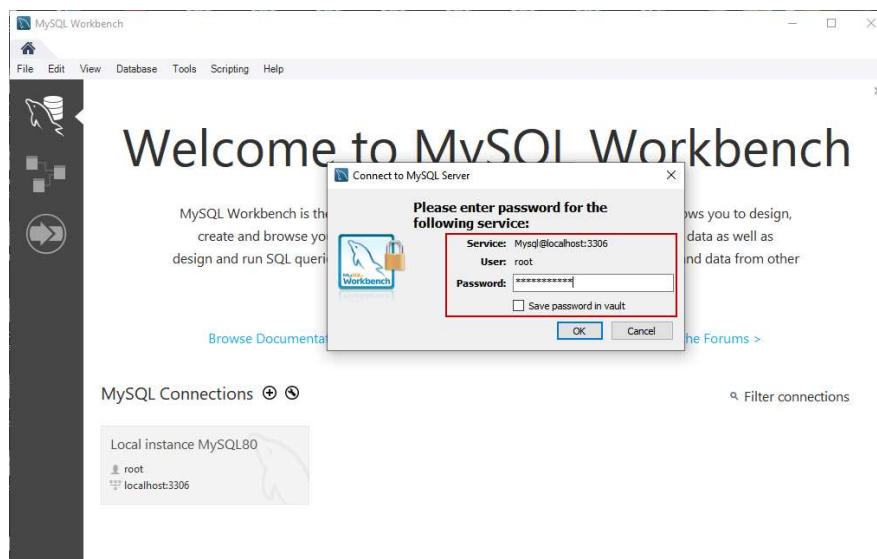 MySQL Workbench
File Edit View Database Tools Scripting Help
Welcome to MySQL Workbench
Connect to MySQL Server
Please enter password for the
following service:
Service: Mysql@localhost:3306
User: root
Password: ***********
Save password in vault
OK Cancel
MySQL Workbench
MySQL Workbench is the
ows you to design,
create and browse yo
data as well as
design and run SQL queri
nd data from other
Browse Documentat
he Forums >
MySQL Connections
Filter connections
Local instance MySQL80
root
localhost:3306